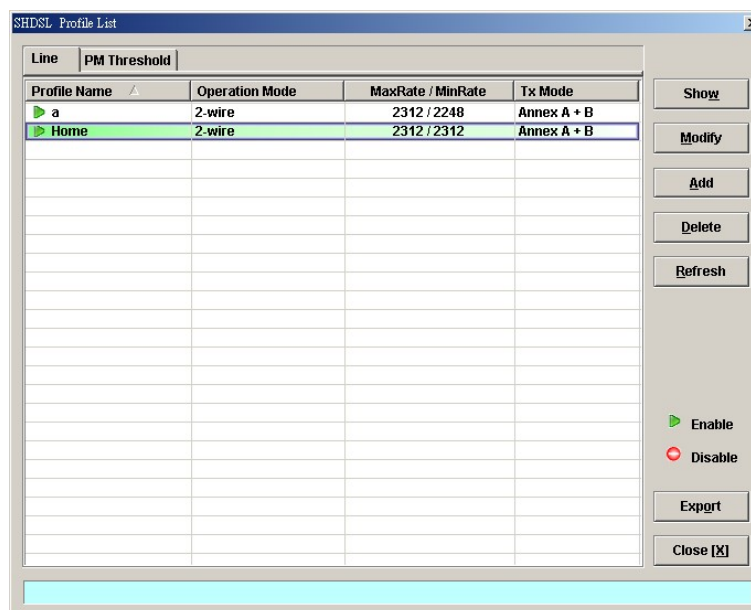 SHDSL Profile List
Line PM Threshold
Profile Name Operation Mode MaxRate / MinRate Tx Mode
a 2-wire 2312 / 2248 Annex A + B
Home 2-wire 2312 / 2312 Annex A + B
Show
Modify
Add
Delete
Refresh
Enable
Disable
Export
Close [X]